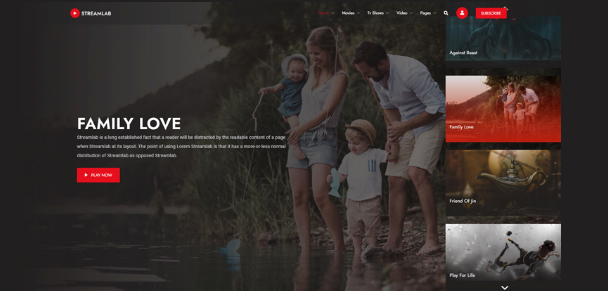 STREAMLAB
Home
Movies
Tv Shows
Video
Pages
SUBSCRIBE
Against Beast
FAMILY LOVE
Streamlab is a long established fact that a reader will be distracted by the readable content of a page
when Streamlab at its layout. The point of using Lorem Streamlab is that it has a more-or-less normal
distribution of Streamlab as opposed Streamlab.
PLAY NOW
Family Love
Friend Of Jin
Play For Life